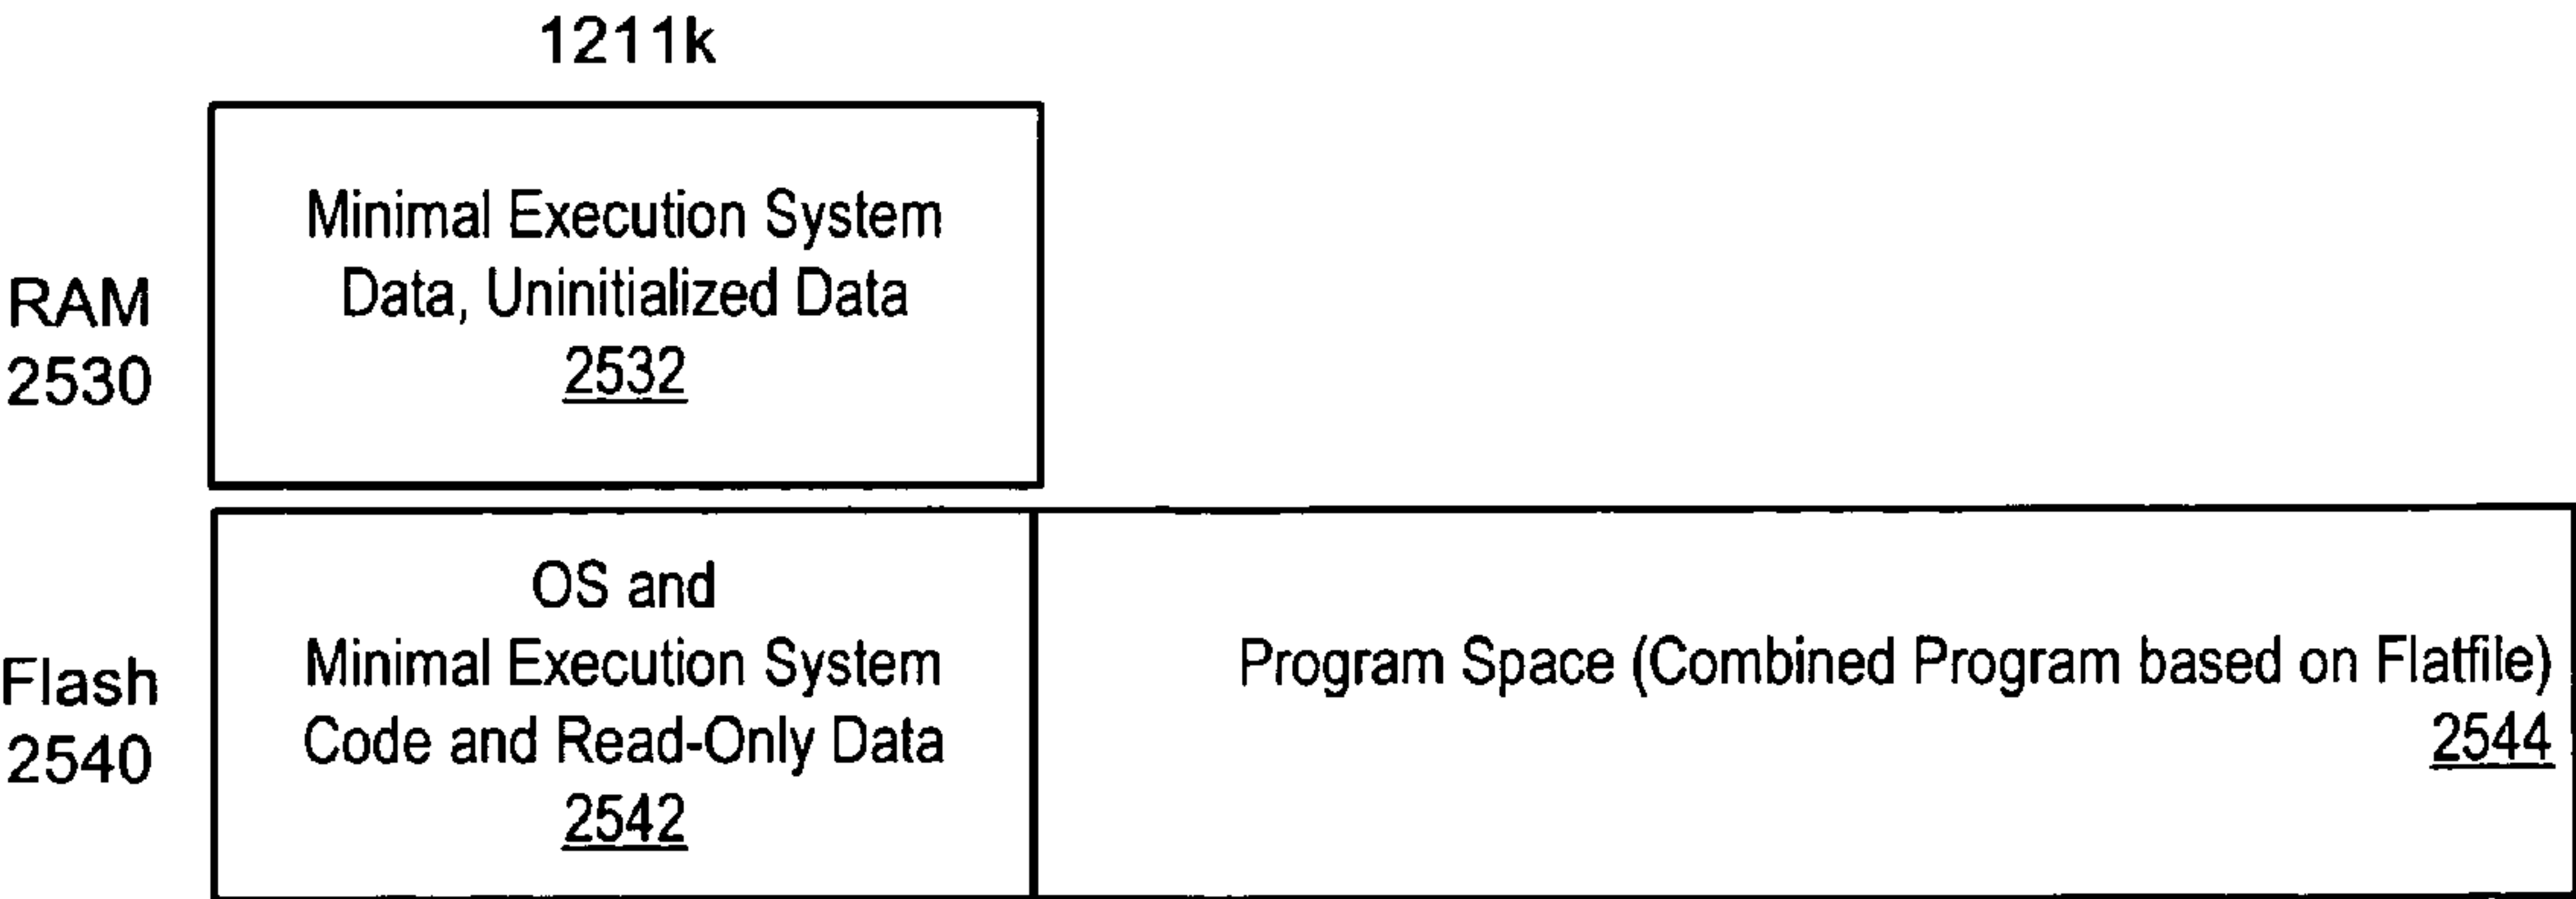 1211k
RAM
2530
Minimal Execution System
Data, Uninitialized Data
2532
Flash
2540
OS and
Minimal Execution System
Code and Read-Only Data
2542
Program Space (Combined Program based on Flatfile)
2544